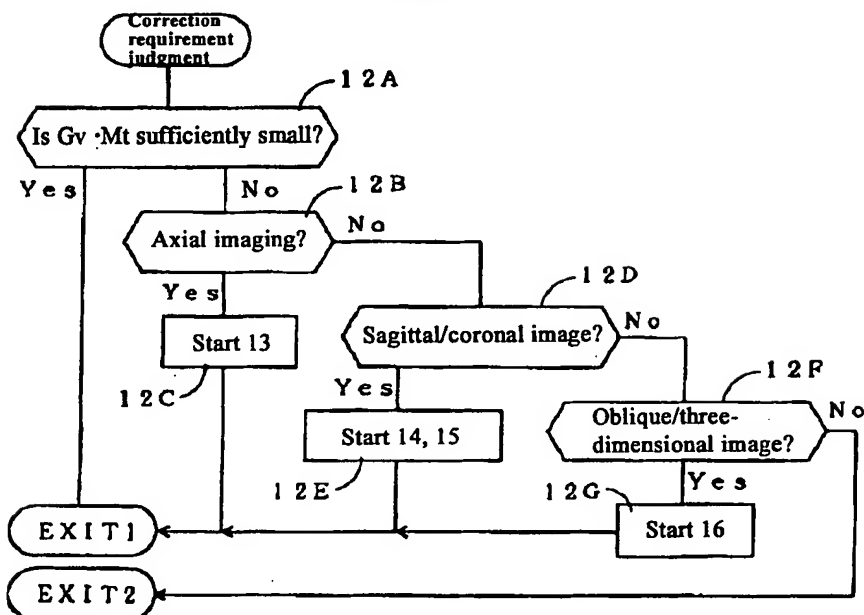 Correction
requirement
judgment
12A
Is Gv ·Mt sufficiently small?
Yes
No
12B
Axial imaging?
No
Yes
12D
Start 13
Sagittal/coronal image?
No
12C
Yes
12F
Start 14, 15
Oblique/three-
dimensional image?
No
12E
Yes
12G
Start 16
EXIT1
EXIT2